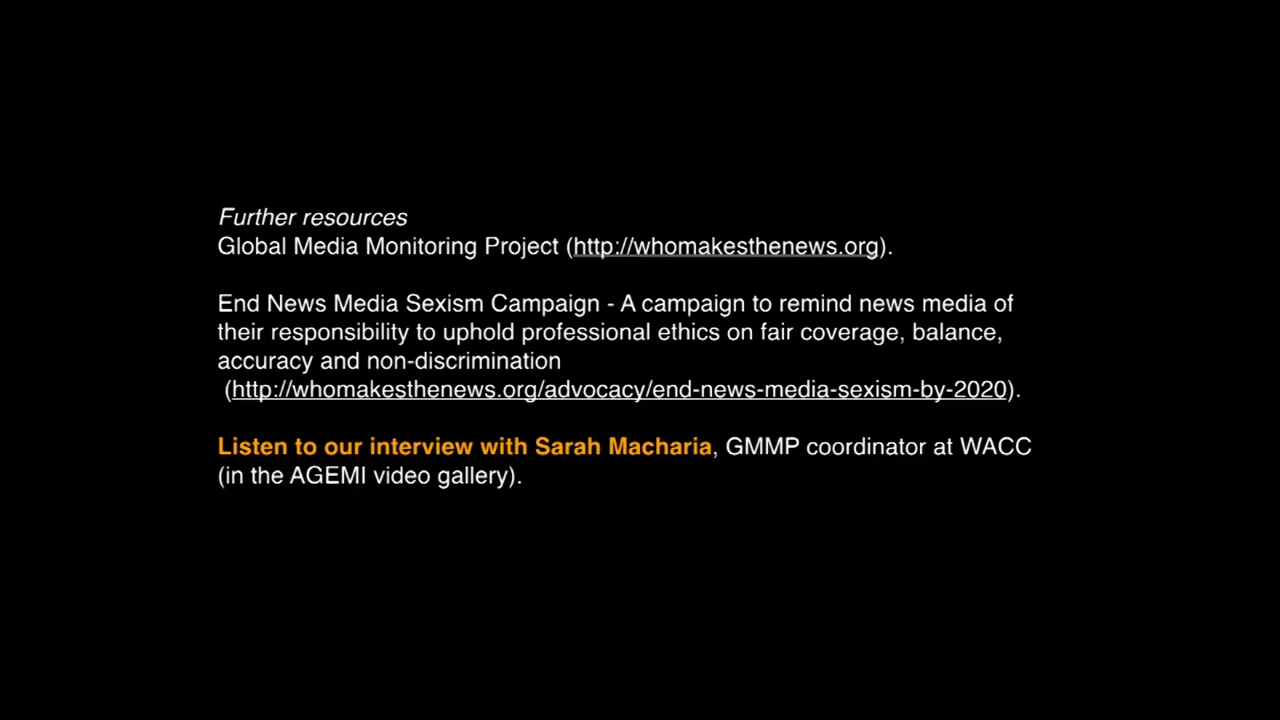 Further resources
Global Media Monitoring Project (http://whomakesthenews.org).
End News Media Sexism Campaign - A campaign to remind news media of
their responsibility to uphold professional ethics on fair coverage, balance,
accuracy and non-discrimination
(http://whomakesthenews.org/advocacy/end-news-media-sexism-by-2020).
Listen to our interview with Sarah Macharia, GMMP coordinator at WACC
(in the AGEMI video gallery).